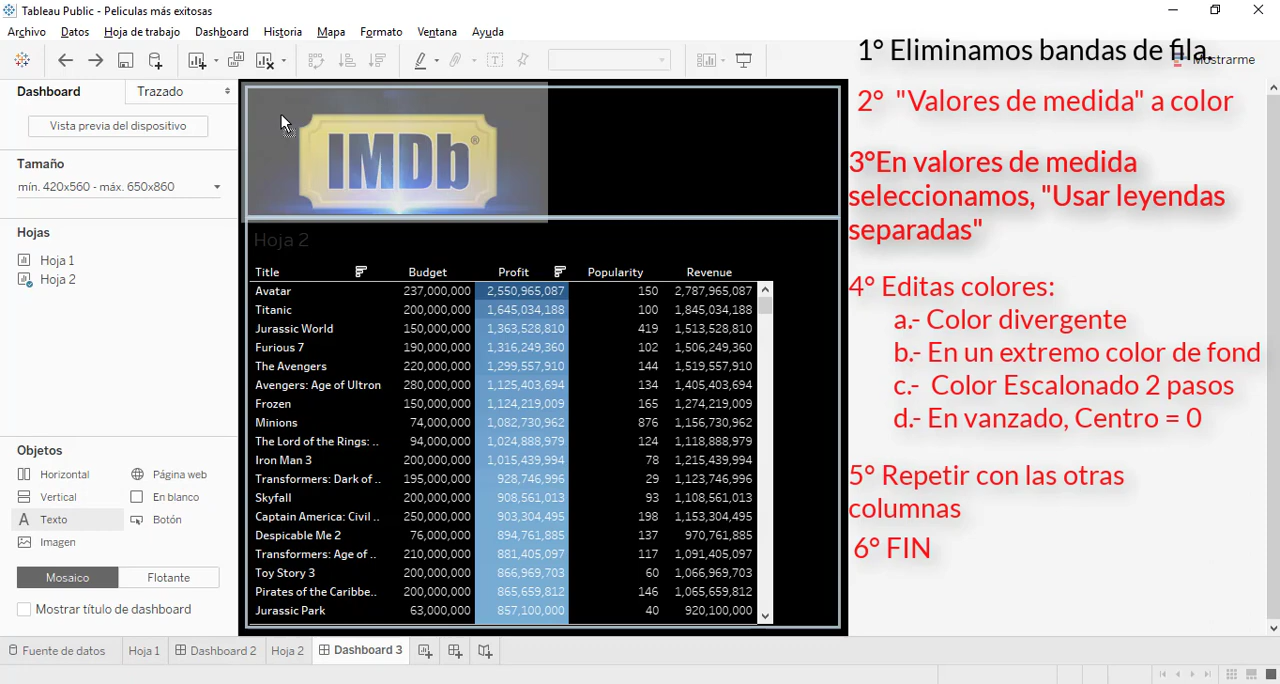 Tableau Public - Peliculas más exitosas
Archivo Datos Hoja de trabajo Dashboard Historia Mapa Formato Ventana Ayuda
1° Eliminamos bandas de fila.
Mostrarme
Dashboard Trazado
Vista previa del dispositivo
Tamaño
mín. 420x560 - máx. 650x860
Hojas
Hoja 1
Hoja 2
Objetos
Horizontal Página web
Vertical En blanco
A Texto Botón
Imagen
Mosaico Flotante
Mostrar título de dashboard
IMDb®
Hoja 2
Title Budget Profit Popularity Revenue
Avatar 237,000,000 2,550,965,087 150 2,787,965,087
Titanic 200,000,000 1,645,034,188 100 1,845,034,188
Jurassic World 150,000,000 1,363,528,810 419 1,513,528,810
Furious 7 190,000,000 1,316,249,360 102 1,506,249,360
The Avengers 220,000,000 1,299,557,910 144 1,519,557,910
Avengers: Age of Ultron 280,000,000 1,125,403,694 134 1,405,403,694
Frozen 150,000,000 1,124,219,009 165 1,274,219,009
Minions 74,000,000 1,082,730,962 876 1,156,730,962
The Lord of the Rings: .. 94,000,000 1,024,888,979 124 1,118,888,979
Iron Man 3 200,000,000 1,015,439,994 78 1,215,439,994
Transformers: Dark of .. 195,000,000 928,746,996 29 1,123,746,996
Skyfall 200,000,000 908,561,013 93 1,108,561,013
Captain America: Civil .. 250,000,000 903,304,495 198 1,153,304,495
Despicable Me 2 76,000,000 894,761,885 137 970,761,885
Transformers: Age of .. 210,000,000 881,405,097 117 1,091,405,097
Toy Story 3 200,000,000 866,969,703 60 1,066,969,703
Pirates of the Caribbe.. 200,000,000 865,659,812 146 1,065,659,812
Jurassic Park 63,000,000 857,100,000 40 920,100,000
2° "Valores de medida" a color
3°En valores de medida
seleccionamos, "Usar leyendas
separadas"
4° Editas colores:
a.- Color divergente
b.- En un extremo color de fond
c.- Color Escalonado 2 pasos
d.- En vanzado, Centro = 0
5° Repetir con las otras
columnas
6° FIN
Fuente de datos Hoja 1 Dashboard 2 Hoja 2 Dashboard 3